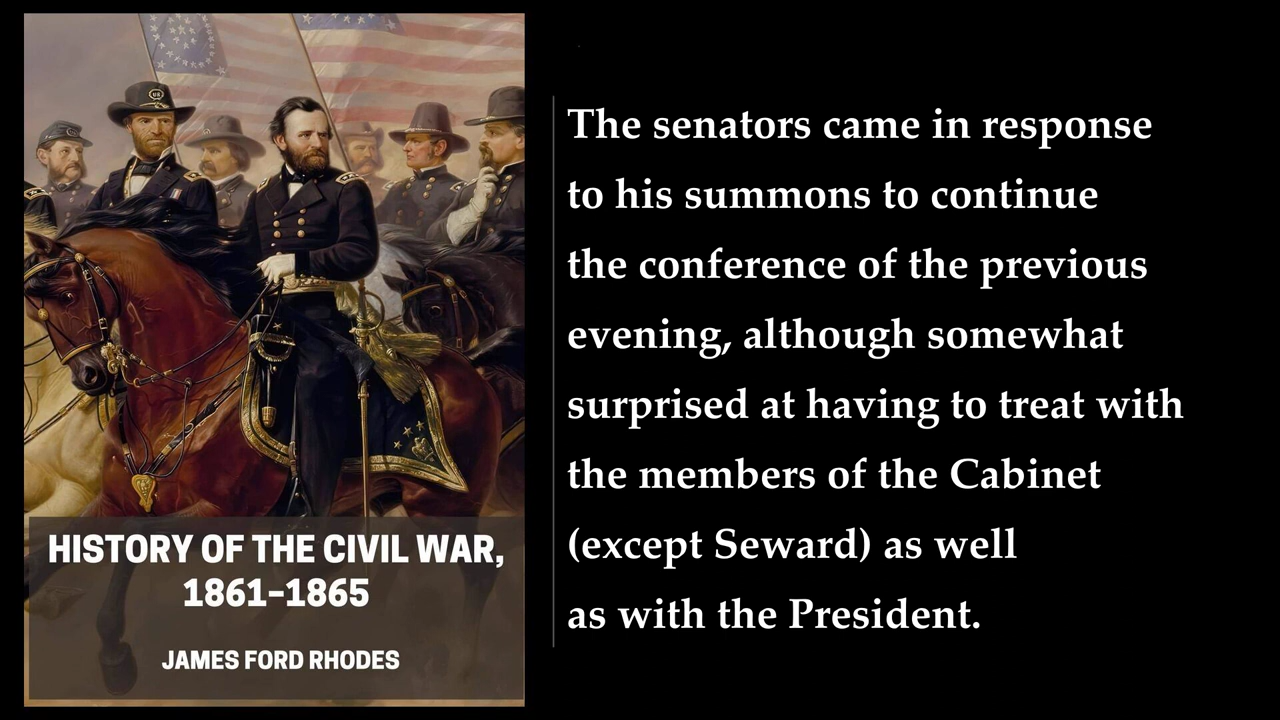 HISTORY OF THE CIVIL WAR,
1861–1865
JAMES FORD RHODES
The senators came in response
to his summons to continue
the conference of the previous
evening, although somewhat
surprised at having to treat with
the members of the Cabinet
(except Seward) as well
as with the President.